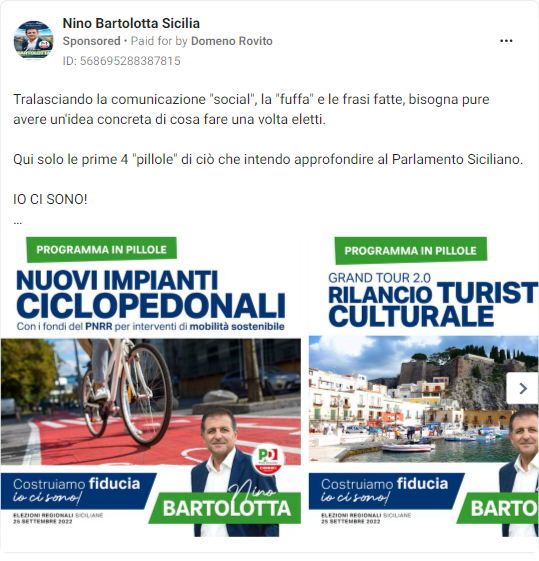 Nino Bartolotta Sicilia
Sponsored • Paid for by Domeno Rovito
ID: 568695288387815
Tralasciando la comunicazione "social", la "fuffa" e le frasi fatte, bisogna pure
avere un'idea concreta di cosa fare una volta eletti.
Qui solo le prime 4 "pillole" di ciò che intendo approfondire al Parlamento Siciliano.
IO CI SONO!
...
PROGRAMMA IN PILLOLE
NUOVI IMPIANTI
CICLOPEDONALI
Con i fondi del PNRR per interventi di mobilità sostenibile
PD
Costruiamo fiducia
io ci sono!
Nino
BARTOLOTTA
ELEZIONI REGIONALI SICILIANE
25 SETTEMBRE 2022
PROGRAMMA IN PILLOLE
GRAND TOUR 2.0
RILANCIO TURIST
CULTURALE
Costruiamo fiducia
io ci sono!
BARTO
ELEZIONI REGIONALI SICILIANE
25 SETTEMBRE 2022